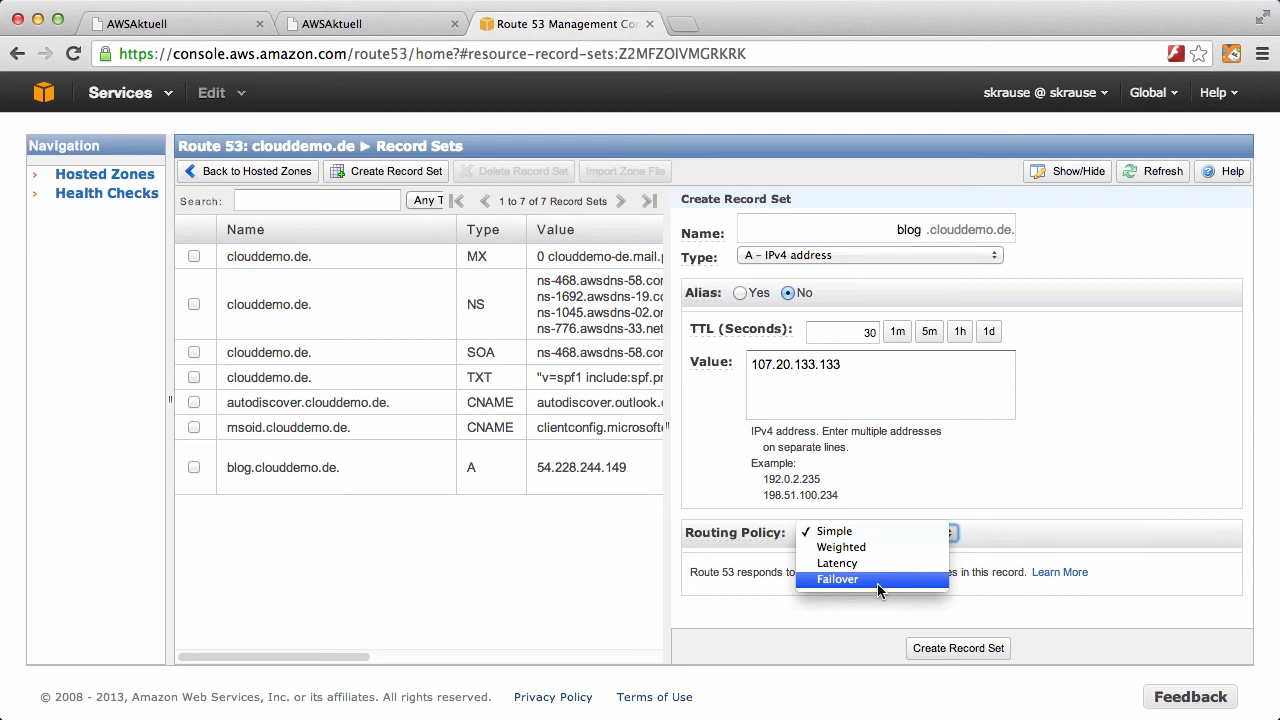 AWSAktuell
AWSAktuell
Route 53 Management Co
https://console.aws.amazon.com/route53/home?#resource-record-sets:Z2MFZOIVMGRKRK
Services
Edit
skrause @ skrause
Global
Help
Navigation
Hosted Zones
Health Checks
Route 53: clouddemo.de ▶ Record Sets
Back to Hosted Zones
Create Record Set
Delete Record Set
Import Zone File
Show/Hide
Refresh
Help
Search:
Any T
1 to 7 of 7 Record Sets
Name Type Value
clouddemo.de. MX 0 clouddemo-de.mail.p
clouddemo.de. NS ns-468.awsdns-58.cor
ns-1692.awsdns-19.co
ns-1045.awsdns-02.or
ns-776.awsdns-33.net
clouddemo.de. SOA ns-468.awsdns-58.cor
clouddemo.de. TXT "v=spf1 include:spf.pr
autodiscover.clouddemo.de. CNAME autodiscover.outlook.c
msoid.clouddemo.de. CNAME clientconfig.microsoft
blog.clouddemo.de. A 54.228.244.149
Create Record Set
Name: blog .clouddemo.de.
Type: A – IPv4 address
Alias: Yes No
TTL (Seconds): 30 1m 5m 1h 1d
Value: 107.20.133.133
IPv4 address. Enter multiple addresses
on separate lines.
Example:
192.0.2.235
198.51.100.234
Routing Policy: ✓ Simple
Weighted
Latency
Failover
Route 53 responds to es in this record. Learn More
Create Record Set
© 2008 - 2013, Amazon Web Services, Inc. or its affiliates. All rights reserved. Privacy Policy Terms of Use
Feedback